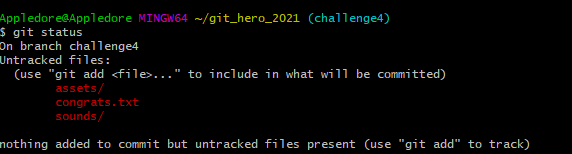 Appledore@Appledore MINGW64 ~/git_hero_2021 (challenge4)
$ git status
On branch challenge4
Untracked files:
  (use "git add <file>..." to include in what will be committed)
        assets/
        congrats.txt
        sounds/

nothing added to commit but untracked files present (use "git add" to track)